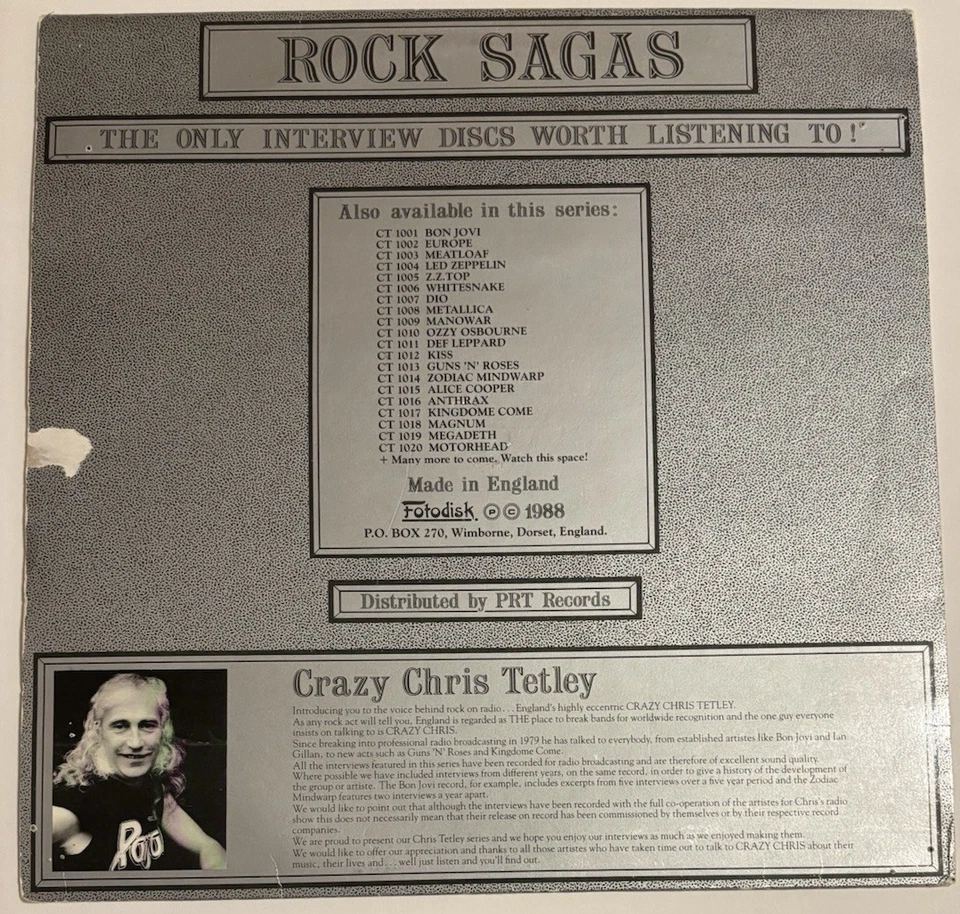 ROCK SAGAS
THE ONLY INTERVIEW DISCS WORTH LISTENING TO!
Also available in this series:
CT 1001 BON JOVI
CT 1002 EUROPE
CT 1003 MEATLOAF
CT 1004 LED ZEPPELIN
CT 1005 Z.Z.TOP
CT 1006 WHITESNAKE
CT 1007 DIO
CT 1008 METALLICA
CT 1009 MANOWAR
CT 1010 OZZY OSBOURNE
CT 1011 DEF LEPPARD
CT 1012 KISS
CT 1013 GUNS 'N' ROSES
CT 1014 ZODIAC MINDWARP
CT 1015 ALICE COOPER
CT 1016 ANTHRAX
CT 1017 KINGDOME COME
CT 1018 MAGNUM
CT 1019 MEGADETH
CT 1020 MOTORHEAD
+ Many more to come. Watch this space!
Made in England
Fotodisk. ℗ © 1988
P.O. BOX 270, Wimborne, Dorset, England.
Distributed by PRT Records
Crazy Chris Tetley
Introducing you to the voice behind rock on radio... England's highly eccentric CRAZY CHRIS TETLEY.
As any rock act will tell you, England is regarded as THE place to break bands for worldwide recognition and the one guy everyone
insists on talking to is CRAZY CHRIS.
Since breaking into professional radio broadcasting in 1979 he has talked to everybody, from established artists like Bon Jovi and Ian
Gillan, to new acts such as Guns 'N' Roses and Kingdome Come.
All the interviews featured in this series have been recorded for radio broadcasting and are therefore of excellent sound quality.
Where possible we have included interviews from different years, on the same record, in order to give a history of the development of
the group or artiste. The Bon Jovi record, for example, includes excerpts from five interviews over a five year period and the Zodiac
Mindwarp features two interviews a year apart.
We would like to point out that although the interviews have been recorded with the full co-operation of the artistes for Chris's radio
show this does not necessarily mean that their release on record has been commissioned by themselves or by their respective record
companies.
We are proud to present our Chris Tetley series and we hope you enjoy our interviews as much as we enjoyed making them.
We would like to offer our appreciation and thanks to all those artistes who have taken time out to talk to CRAZY CHRIS about their
music, their lives and... well just listen and you'll find out.